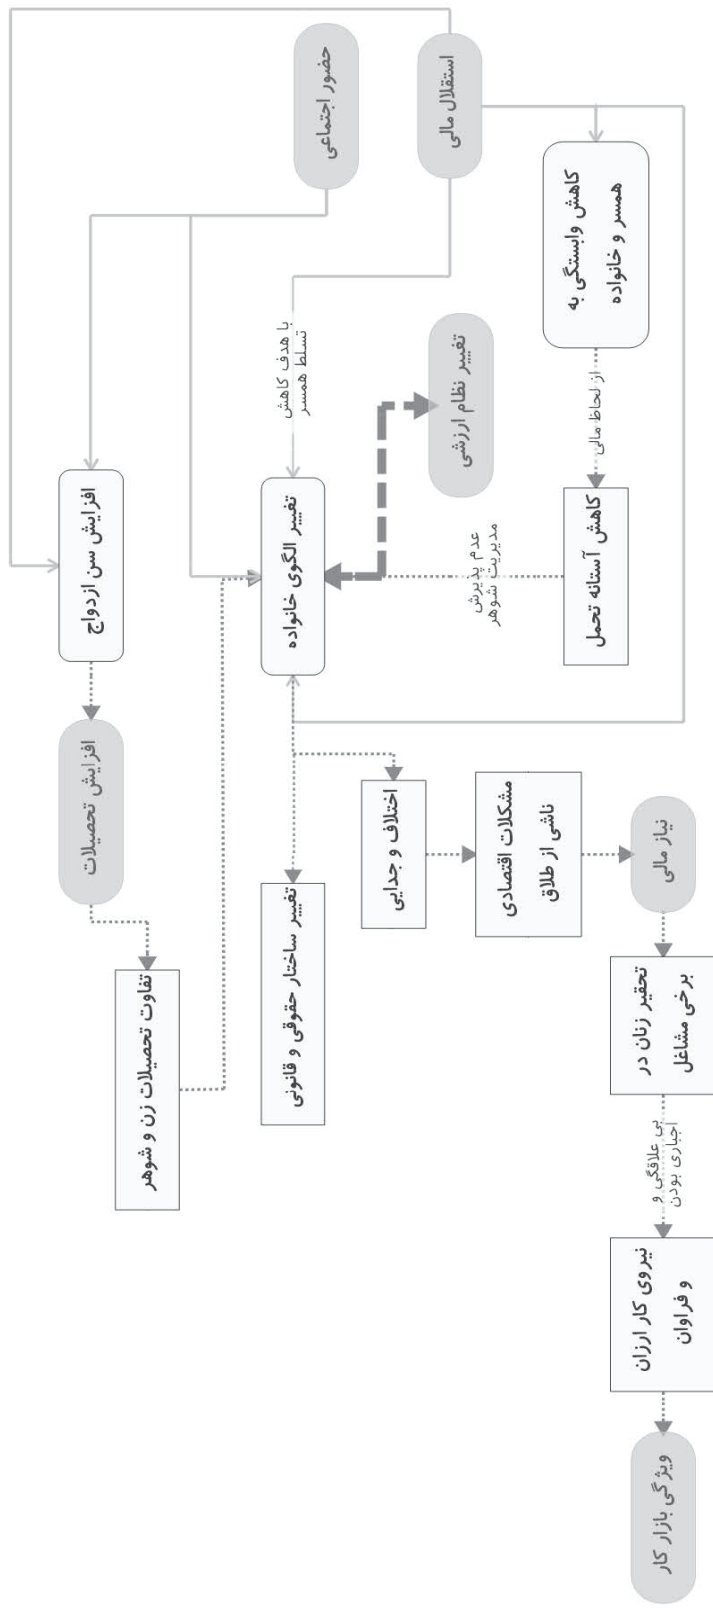 حضور اجتماعی
استقلال مالی
کاهش وابستگی به
همسر و خانواده
با هدف کاهش
تسلط همسر
تغییر نظام ارزشی
از لحاظ مالی
افزایش سن ازدواج
تغییر الگوی خانواده
عدم پذیرش
مدیریت شوهر
کاهش آستانه تحمل
افزایش تحصیلات
اختلاف و جدایی
مشکلات اقتصادی
ناشی از طلاق
نیاز مالی
تفاوت تحصیلات زن و شوهر
تغییر ساختار حقوقی و قانونی
تحقیر زنان در
برخی مشاغل
بی علاقگی و
اجباری بودن
نیروی کار ارزان
و فراوان
ویژگی بازار کار